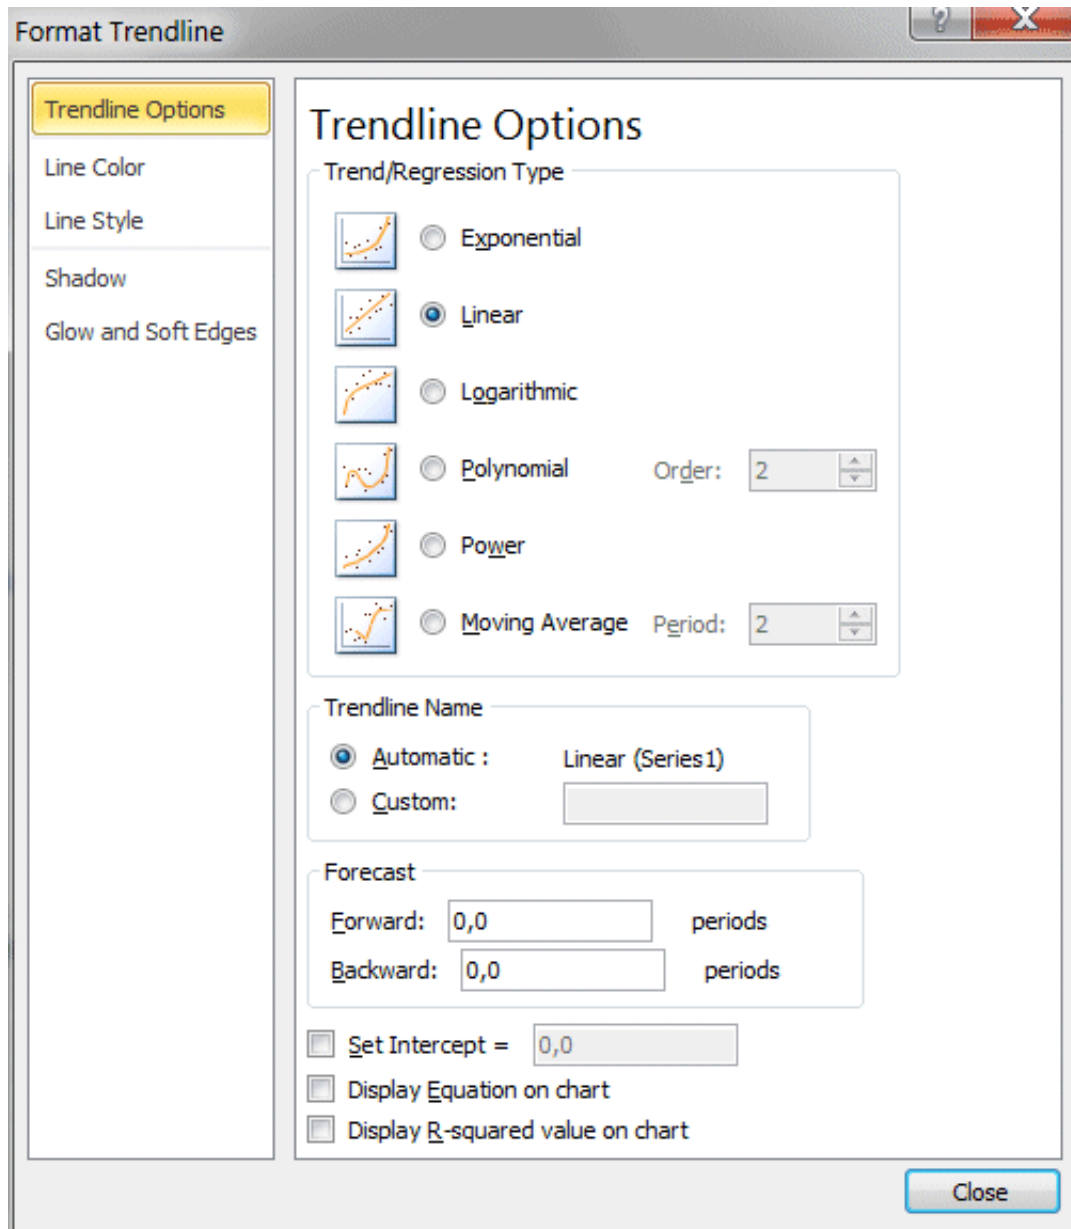 Format Trendline
?
X
Trendline Options
Line Color
Line Style
Shadow
Glow and Soft Edges
Trendline Options
Trend/Regression Type
Exponential
Linear
Logarithmic
Polynomial Order: 2
Power
Moving Average Period: 2
Trendline Name
Automatic : Linear (Series1)
Custom:
Forecast
Forward: 0,0 periods
Backward: 0,0 periods
Set Intercept = 0,0
Display Equation on chart
Display R-squared value on chart
Close